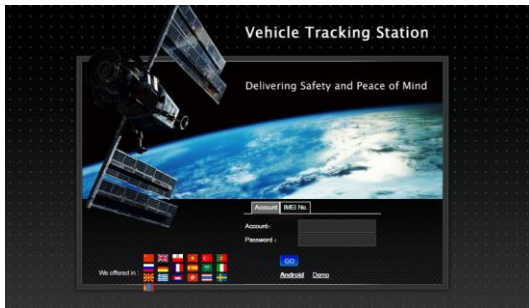 Vehicle Tracking Station
Delivering Safety and Peace of Mind
Account IMEI No.
Account:
Password :
GO
We offered in :
Android Demo